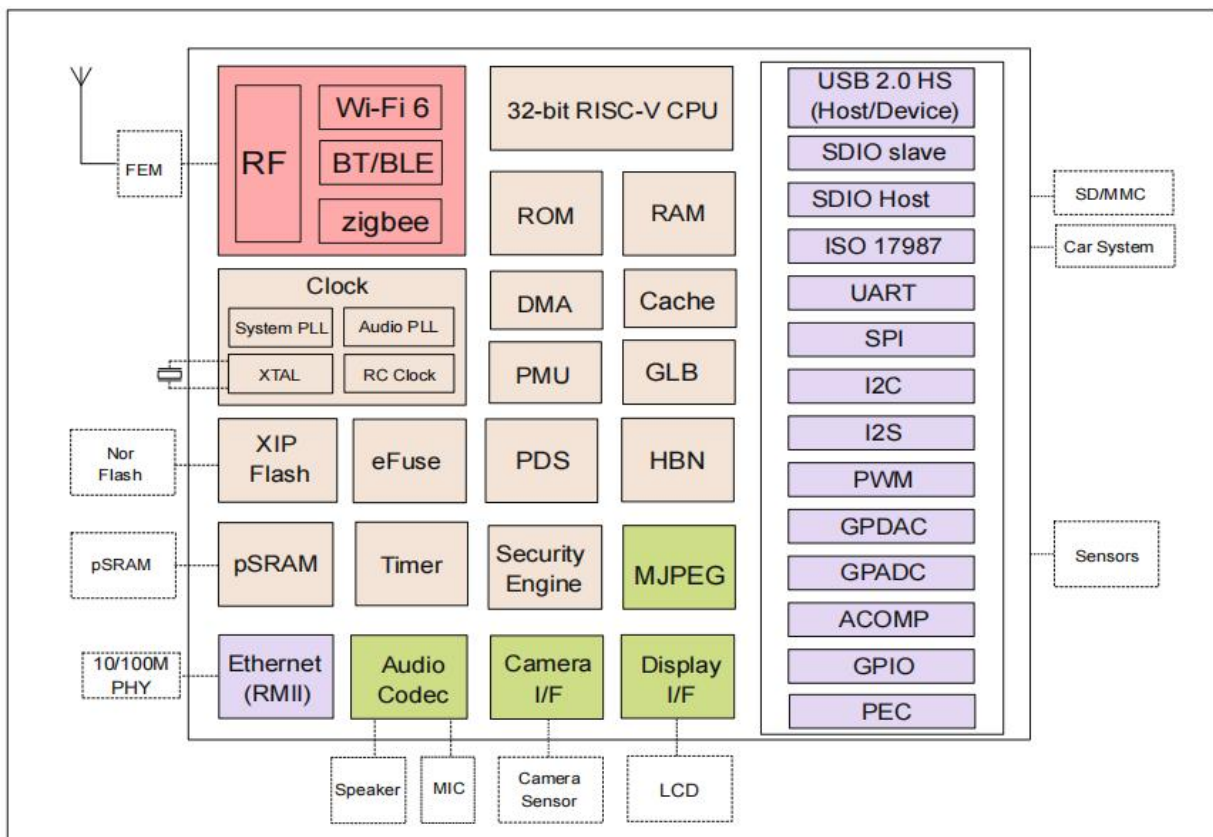 FEM
RF
Wi-Fi 6
BT/BLE
zigbee
Clock
System PLL
Audio PLL
XTAL
RC Clock
Nor
Flash
XIP
Flash
eFuse
pSRAM
pSRAM
Timer
10/100M
PHY
Ethernet
(RMII)
Audio
Codec
Speaker
MIC
32-bit RISC-V CPU
ROM
RAM
DMA
Cache
PMU
GLB
PDS
HBN
Security
Engine
MJPEG
Camera
I/F
Display
I/F
Camera
Sensor
LCD
USB 2.0 HS
(Host/Device)
SDIO slave
SDIO Host
ISO 17987
UART
SPI
I2C
I2S
PWM
GPDAC
GPADC
ACOMP
GPIO
PEC
SD/MMC
Car System
Sensors